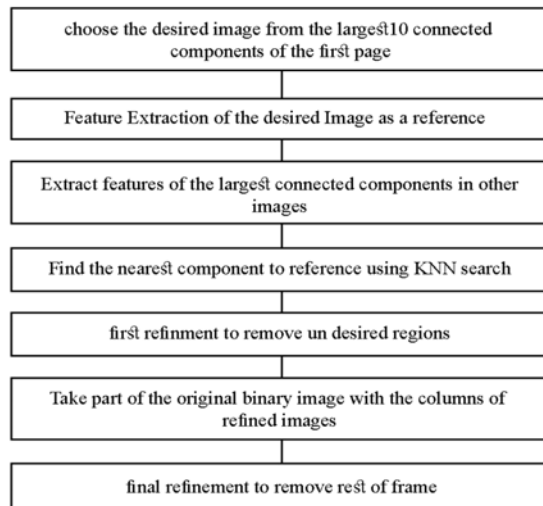 choose the desired image from the largest10 connected
components of the first page
Feature Extraction of the desired Image as a reference
Extract features of the largest connected components in other
images
Find the nearest component to reference using KNN search
first refinment to remove un desired regions
Take part of the original binary image with the columns of
refined images
final refinement to remove rest of frame